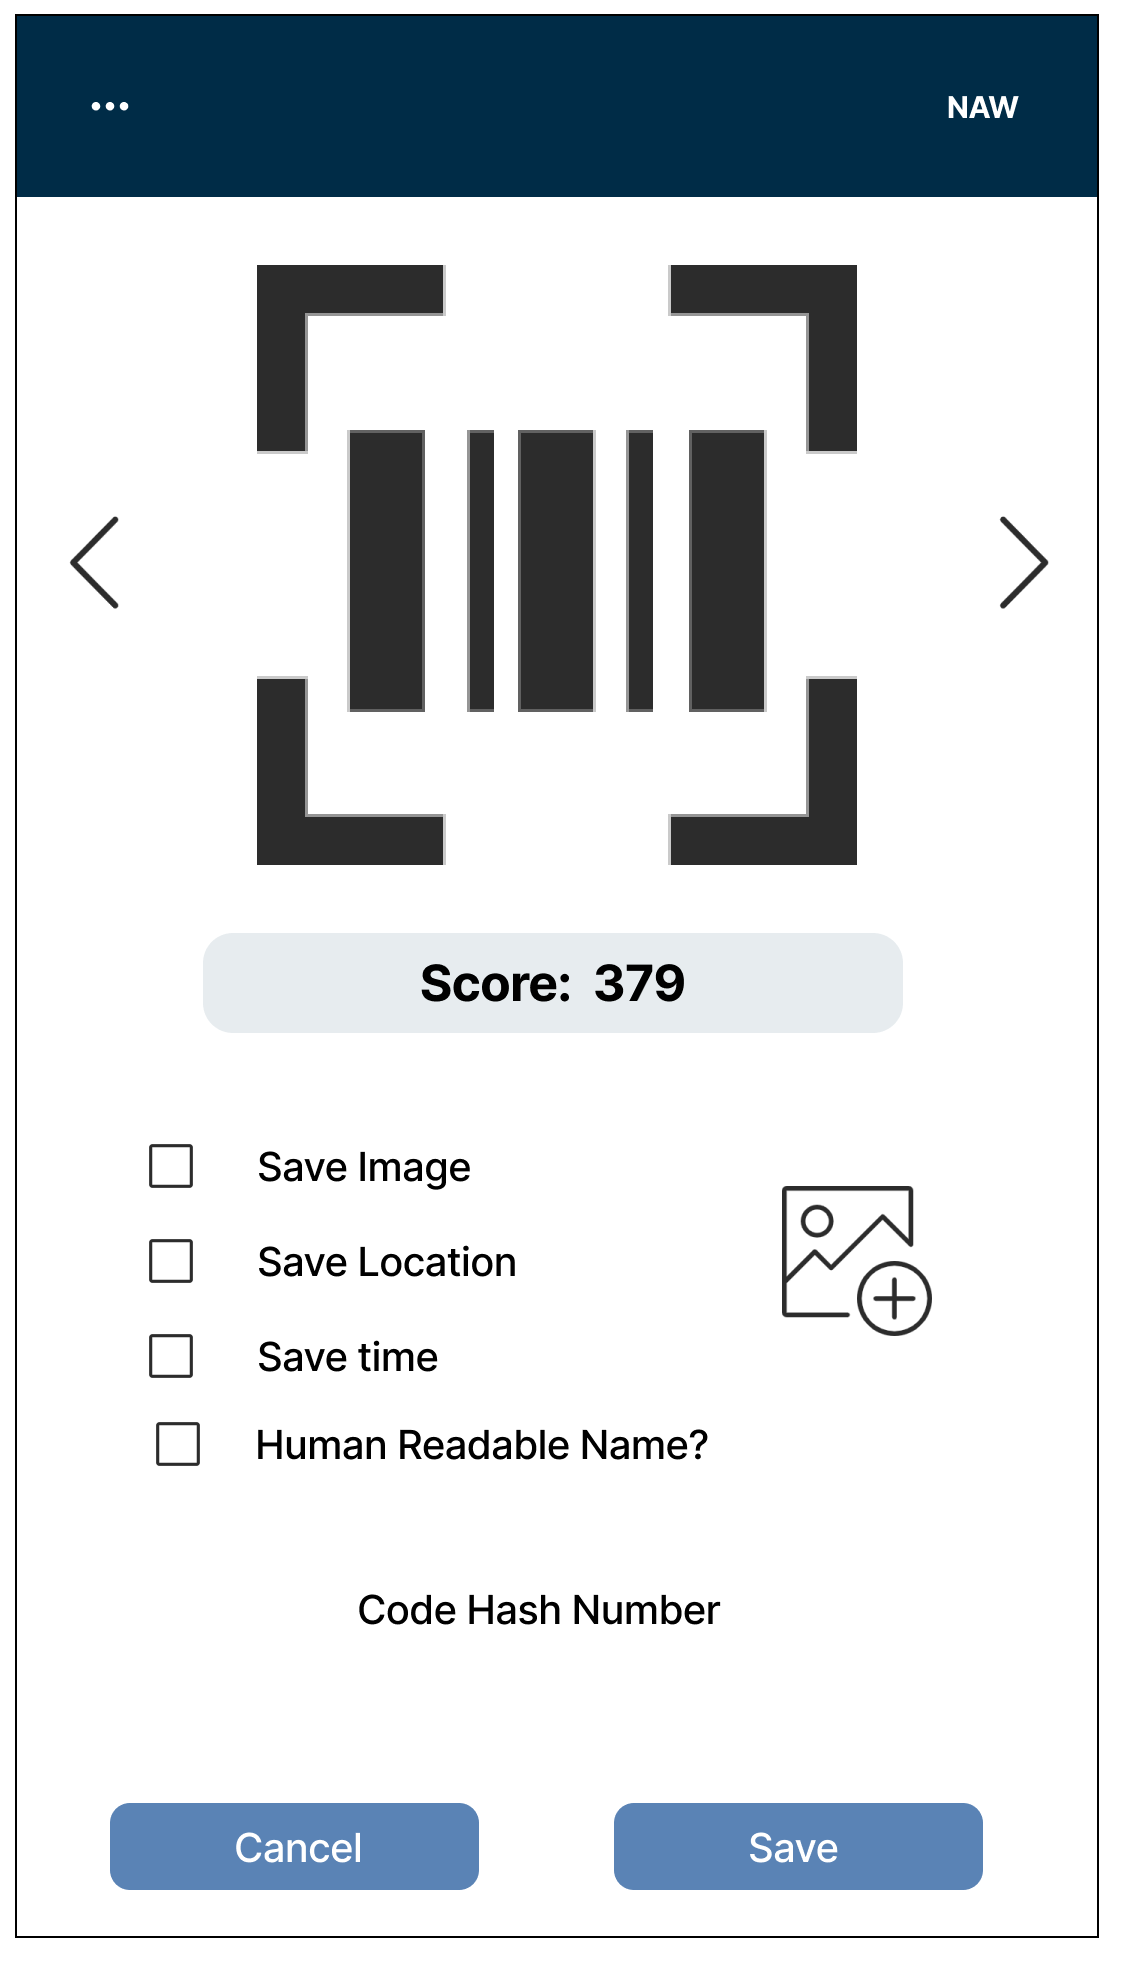 ...
NAW
Score: 379
Save Image
Save Location
Save time
Human Readable Name?
Code Hash Number
Cancel
Save